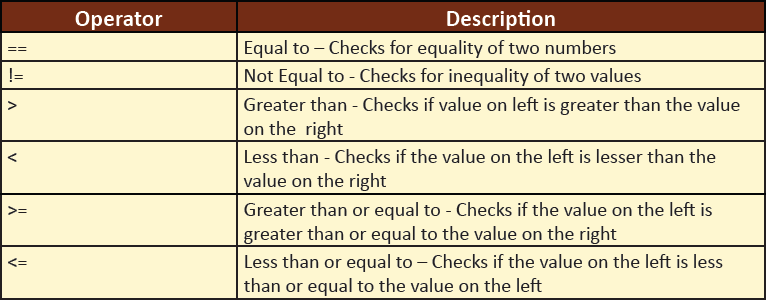 Operator Description
== Equal to – Checks for equality of two numbers
!= Not Equal to - Checks for inequality of two values
> Greater than - Checks if value on left is greater than the value
on the right
< Less than - Checks if the value on the left is lesser than the
value on the right
>= Greater than or equal to - Checks if the value on the left is
greater than or equal to the value on the right
<= Less than or equal to – Checks if the value on the left is less
than or equal to the value on the left